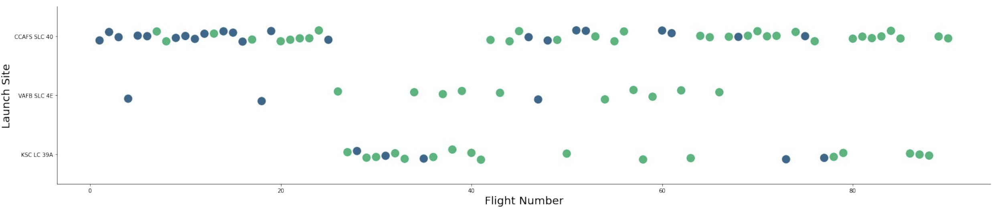 CCAFS SLC 40
VAFB SLC 4E
KSC LC 39A
Launch Site
0 20 40 60 80
Flight Number